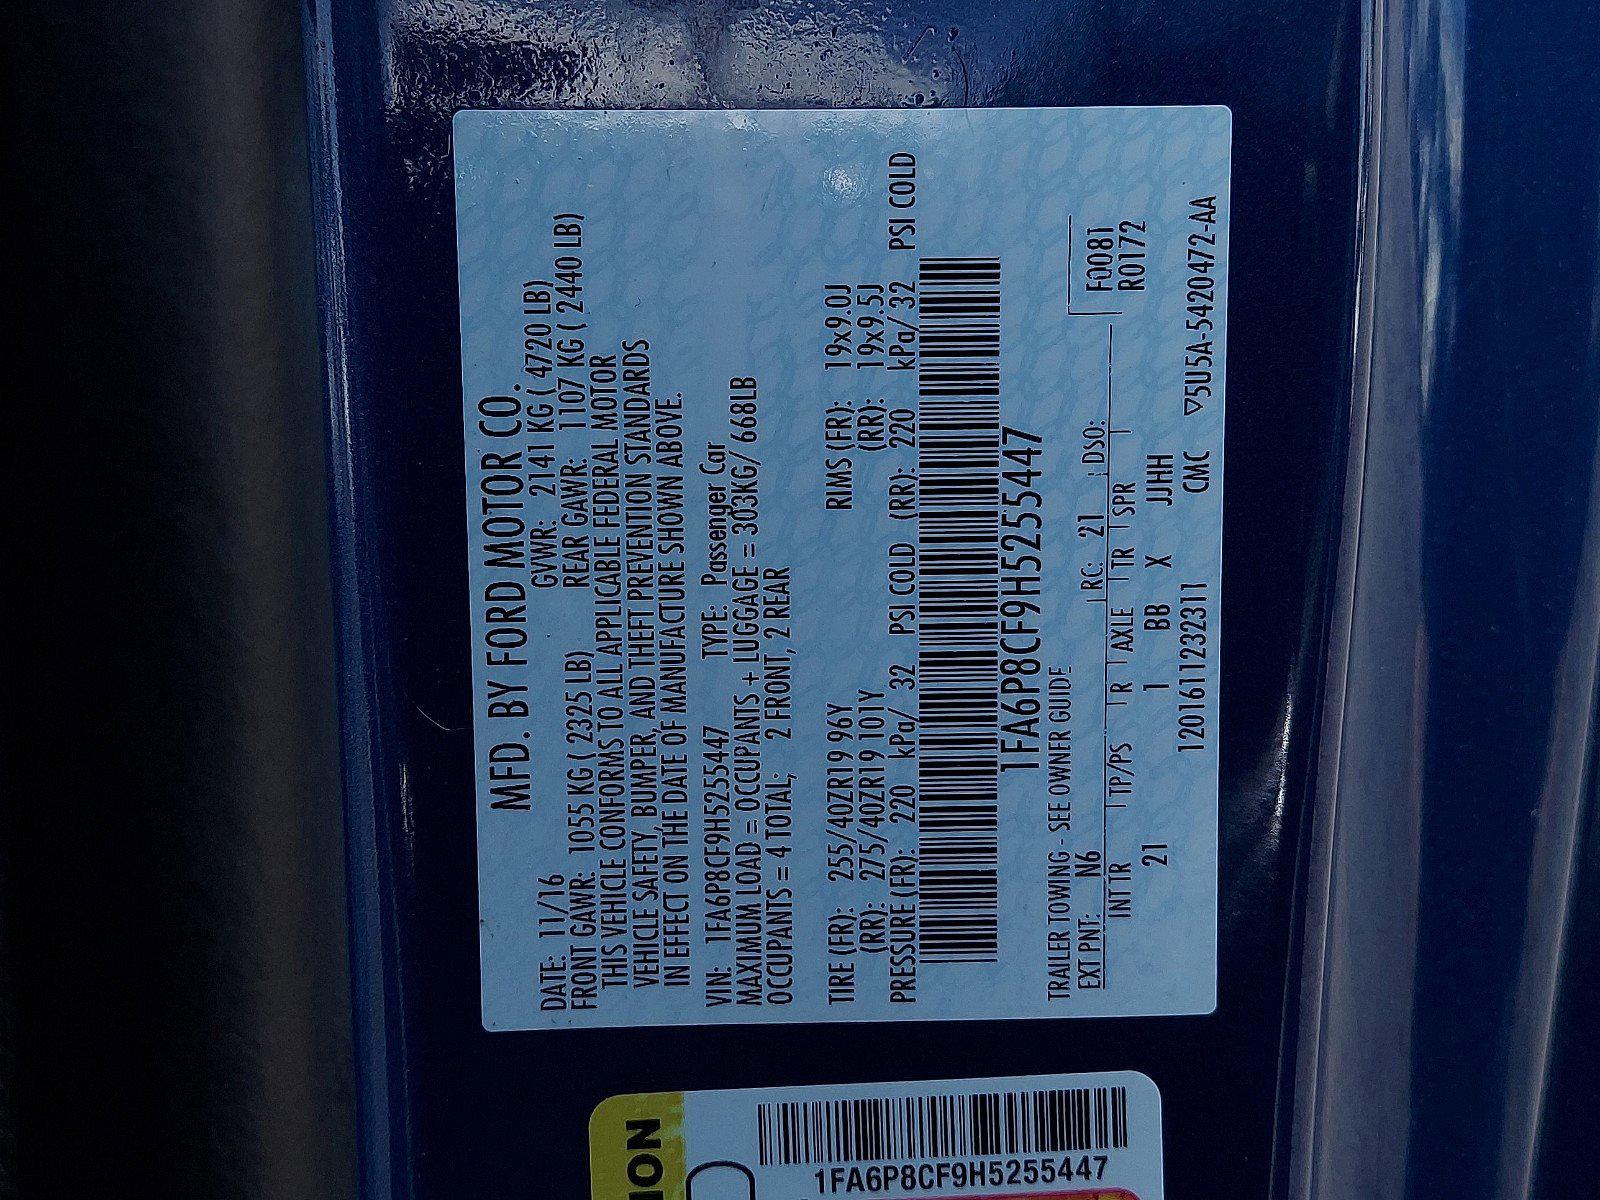 MFD. BY FORD MOTOR CO.
DATE: 11/16 GVWR: 2141 KG ( 4720 LB)
FRONT GAWR: 1055 KG ( 2325 LB) REAR GAWR: 1107 KG ( 2440 LB)
THIS VEHICLE CONFORMS TO ALL APPLICABLE FEDERAL MOTOR
VEHICLE SAFETY, BUMPER, AND THEFT PREVENTION STANDARDS
IN EFFECT ON THE DATE OF MANUFACTURE SHOWN ABOVE.
VIN: 1FA6P8CF9H5255447 TYPE: Passenger Car
MAXIMUM LOAD = OCCUPANTS + LUGGAGE = 303KG/ 668LB
OCCUPANTS = 4 TOTAL; 2 FRONT, 2 REAR
TIRE (FR): 255/40ZR19 96Y RIMS (FR): 19x9.0J
(RR): 275/40ZR19 101Y (RR): 19x9.5J
PRESSURE (FR): 220 kPa/ 32 PSI COLD (RR): 220 kPa/ 32 PSI COLD
1FA6P8CF9H5255447
TRAILER TOWING - SEE OWNER GUIDE
EXT PNT: N6 RC: 21 DSO: F0081
R0172
INT TR TP/PS R AXLE TR SPR
21 1 BB X JJHH
1201611232311 CMC ▽5U5A-5420472-AA
ION
1FA6P8CF9H5255447